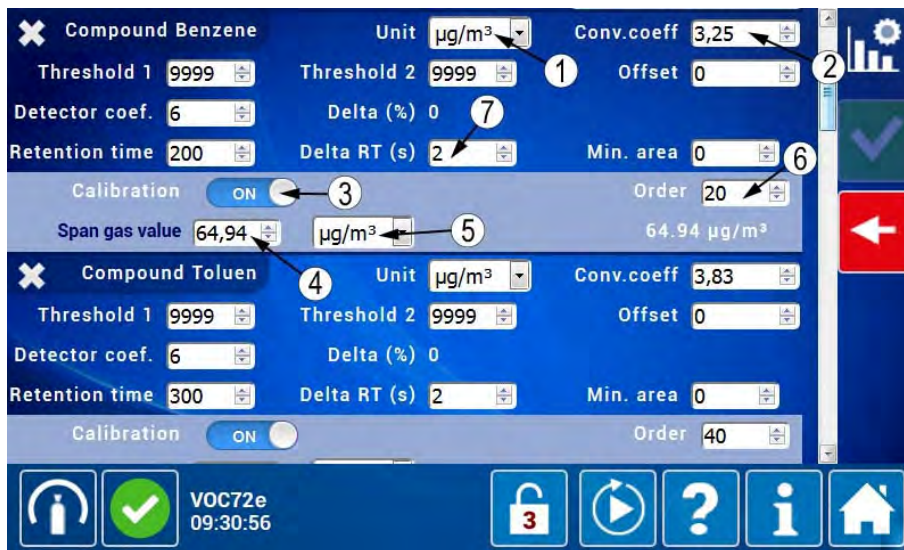 Compound Benzene Unit µg/m³ Conv.coeff 3,25
Threshold 1 9999 Threshold 2 9999 1 Offset 0 2
Detector coef. 6 Delta (%) 0 7
Retention time 200 Delta RT (s) 2 Min. area 0 6
Calibration ON 3 Order 20
Span gas value 64,94 µg/m³ 5 64.94 µg/m³
Compound Toluen 4 Unit µg/m³ Conv.coeff 3,83
Threshold 1 9999 Threshold 2 9999 Offset 0
Detector coef. 6 Delta (%) 0
Retention time 300 Delta RT (s) 2 Min. area 0
Calibration ON Order 40
VOC72e
09:30:56
3 ? i